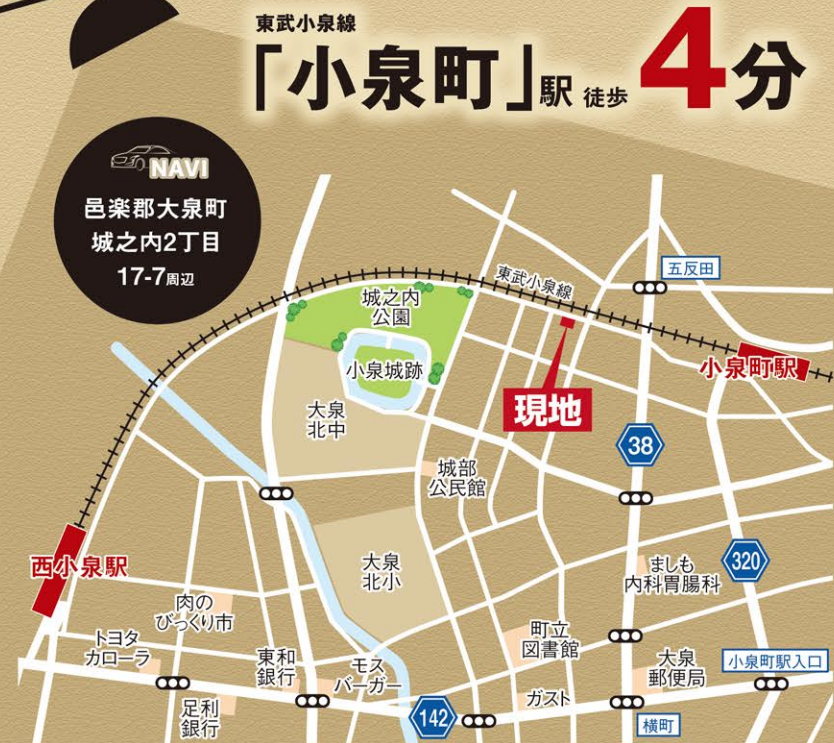 東武小泉線
「小泉町」駅 徒歩 4分
NAVI
邑楽郡大泉町
城之内2丁目
17-7周辺
五反田
東武小泉線
城之内
公園
小泉町駅
小泉城跡
現地
大泉
北中
38
城部
公民館
西小泉駅
大泉
北小
ましも
内科胃腸科
320
肉の
びっくり市
町立
図書館
トヨタ
カローラ
東和
銀行
モス
バーガー
大泉
郵便局
小泉町駅入口
足利
銀行
142
ガスト
横町